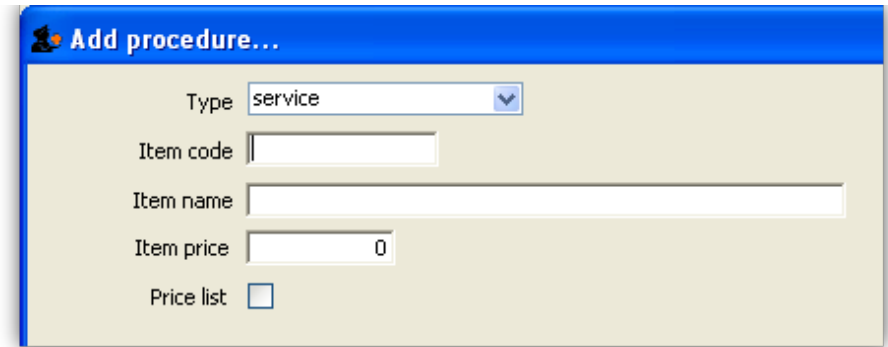 Add procedure...
Type service
Item code
Item name
Item price 0
Price list